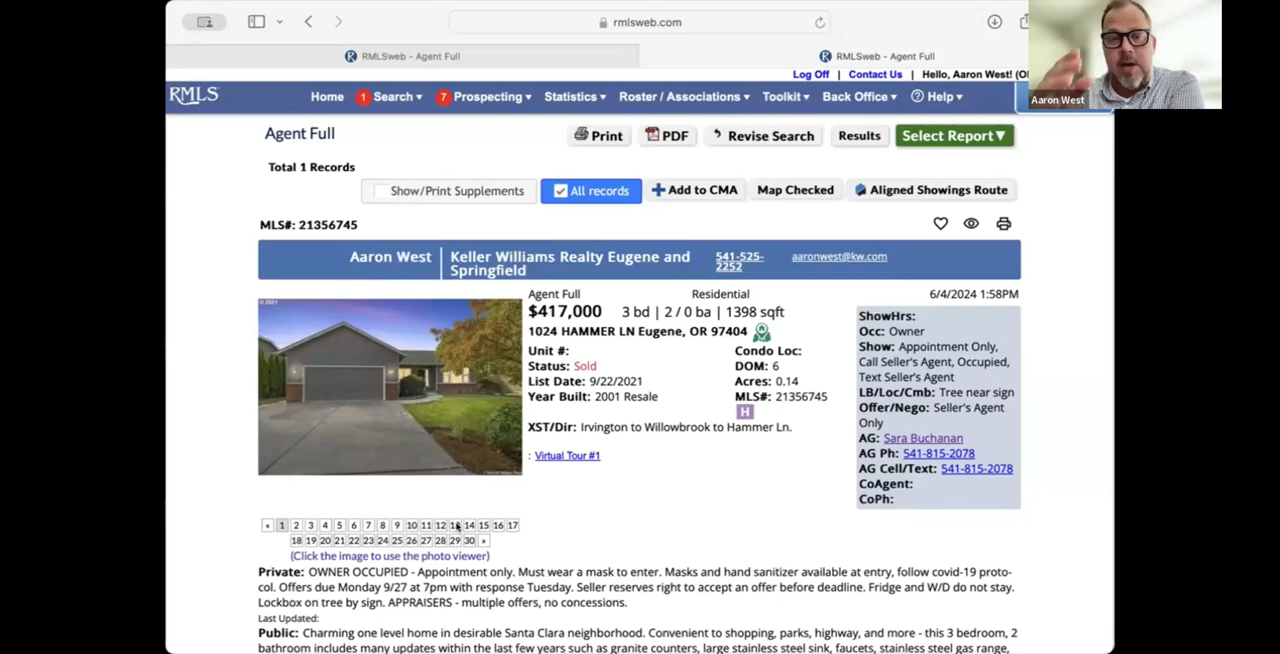 rmlsweb.com
RMLSweb - Agent Full
RMLSweb - Agent Full
Log Off | Contact Us | Hello, Aaron West!
Aaron West
RMLS
Home 1 Search 7 Prospecting Statistics Roster / Associations Toolkit Back Office Help
Agent Full
Print PDF Revise Search Results Select Report▼
Total 1 Records
Show/Print Supplements All records Add to CMA Map Checked Aligned Showings Route
MLS#: 21356745
Aaron West Keller Williams Realty Eugene and Springfield 541-525-2252 aaronwest@kw.com
Agent Full Residential 6/4/2024 1:58PM
$417,000 3 bd | 2 / 0 ba | 1398 sqft
1024 HAMMER LN Eugene, OR 97404
Unit #: Condo Loc:
Status: Sold DOM: 6
List Date: 9/22/2021 Acres: 0.14
Year Built: 2001 Resale MLS#: 21356745
H
XST/Dir: Irvington to Willowbrook to Hammer Ln.
: Virtual Tour #1
ShowHrs:
Occ: Owner
Show: Appointment Only,
Call Seller's Agent, Occupied,
Text Seller's Agent
LB/Loc/Cmb: Tree near sign
Offer/Nego: Seller's Agent
Only
AG: Sara Buchanan
AG Ph: 541-815-2078
AG Cell/Text: 541-815-2078
CoAgent:
CoPh:
« 1 2 3 4 5 6 7 8 9 10 11 12 13 14 15 16 17
18 19 20 21 22 23 24 25 26 27 28 29 30 »
(Click the image to use the photo viewer)
Private: OWNER OCCUPIED - Appointment only. Must wear a mask to enter. Masks and hand sanitizer available at entry, follow covid-19 proto-
col. Offers due Monday 9/27 at 7pm with response Tuesday. Seller reserves right to accept an offer before deadline. Fridge and W/D do not stay.
Lockbox on tree by sign. APPRAISERS - multiple offers, no concessions.
Last Updated:
Public: Charming one level home in desirable Santa Clara neighborhood. Convenient to shopping, parks, highway, and more - this 3 bedroom, 2
bathroom includes many updates within the last few years such as granite counters, large stainless steel sink, faucets, stainless steel gas range,